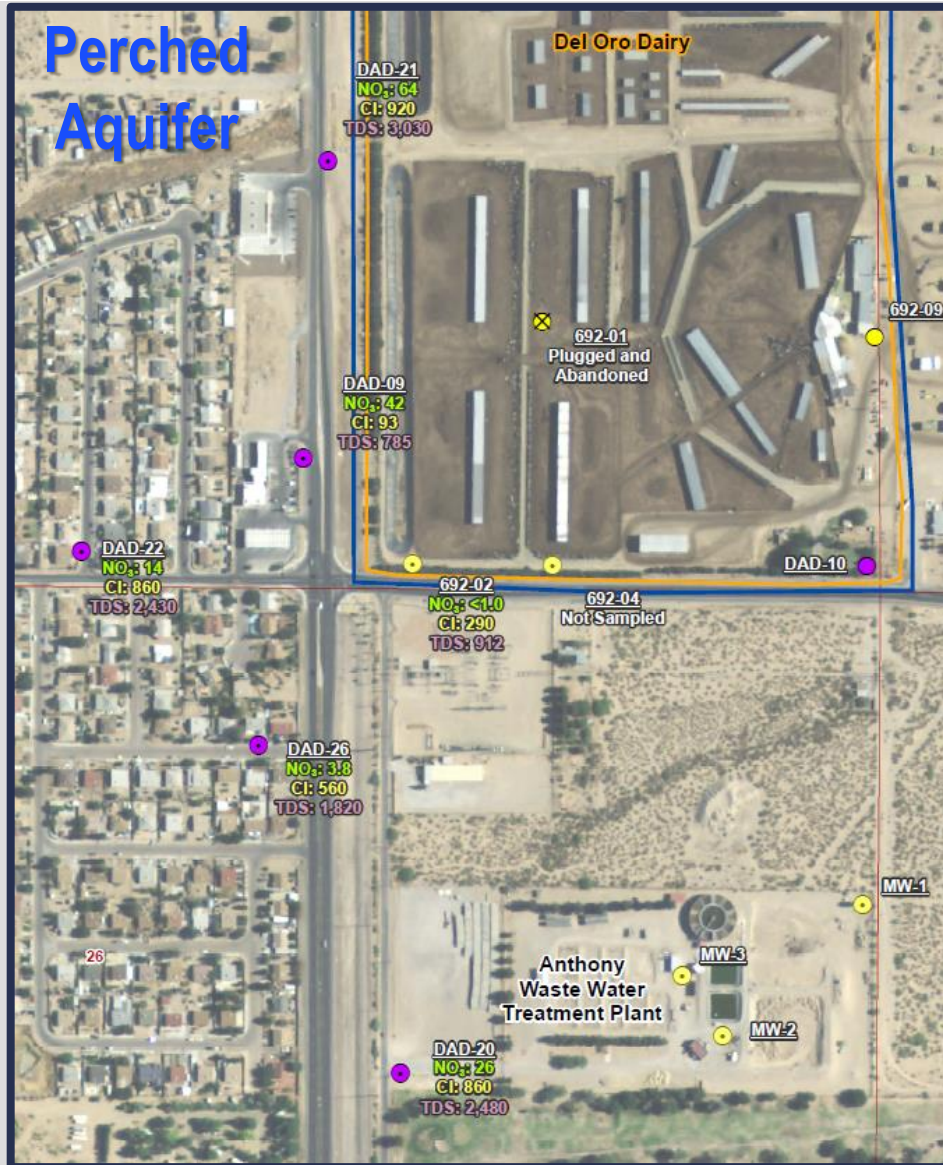 Perched
Aquifer
Del Oro Dairy
DAD-21
NO₃: 64
Cl: 920
TDS: 3,030
692-09
692-01
Plugged and
Abandoned
DAD-09
NO₃: 42
Cl: 93
TDS: 785
DAD-22
NO₃: 14
Cl: 860
TDS: 2,430
DAD-10
692-02
NO₃: <1.0
Cl: 290
TDS: 912
692-04
Not Sampled
DAD-26
NO₃: 3.8
Cl: 560
TDS: 1,820
MW-1
26
MW-3
Anthony
Waste Water
Treatment Plant
MW-2
DAD-20
NO₃: 26
Cl: 860
TDS: 2,480